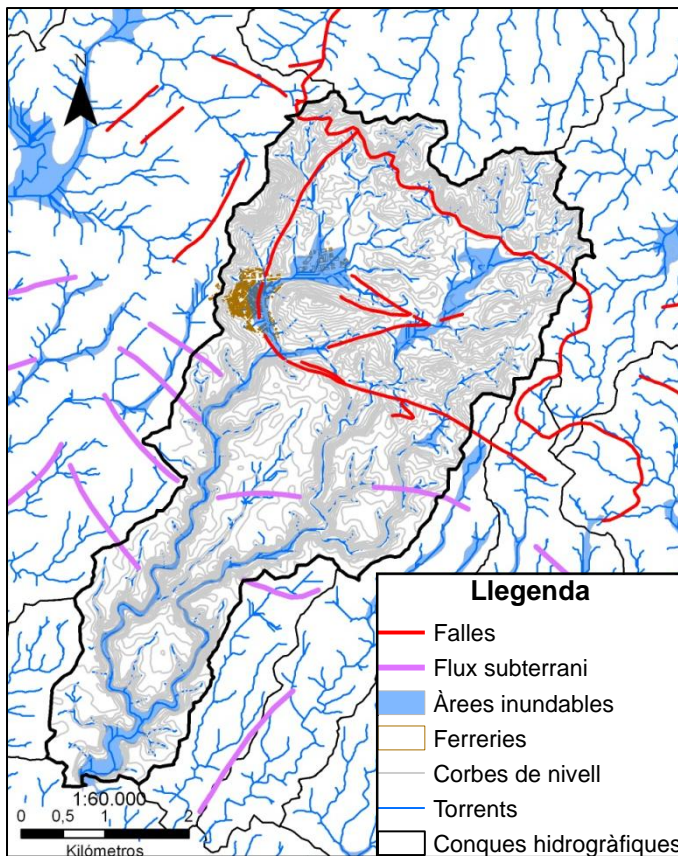 N
Llegenda
Falles
Flux subterrani
Àrees inundables
Ferreries
Corbes de nivell
Torrents
Conques hidrogràfiques
1:60.000
0 0,5 1 2
Kilómetros